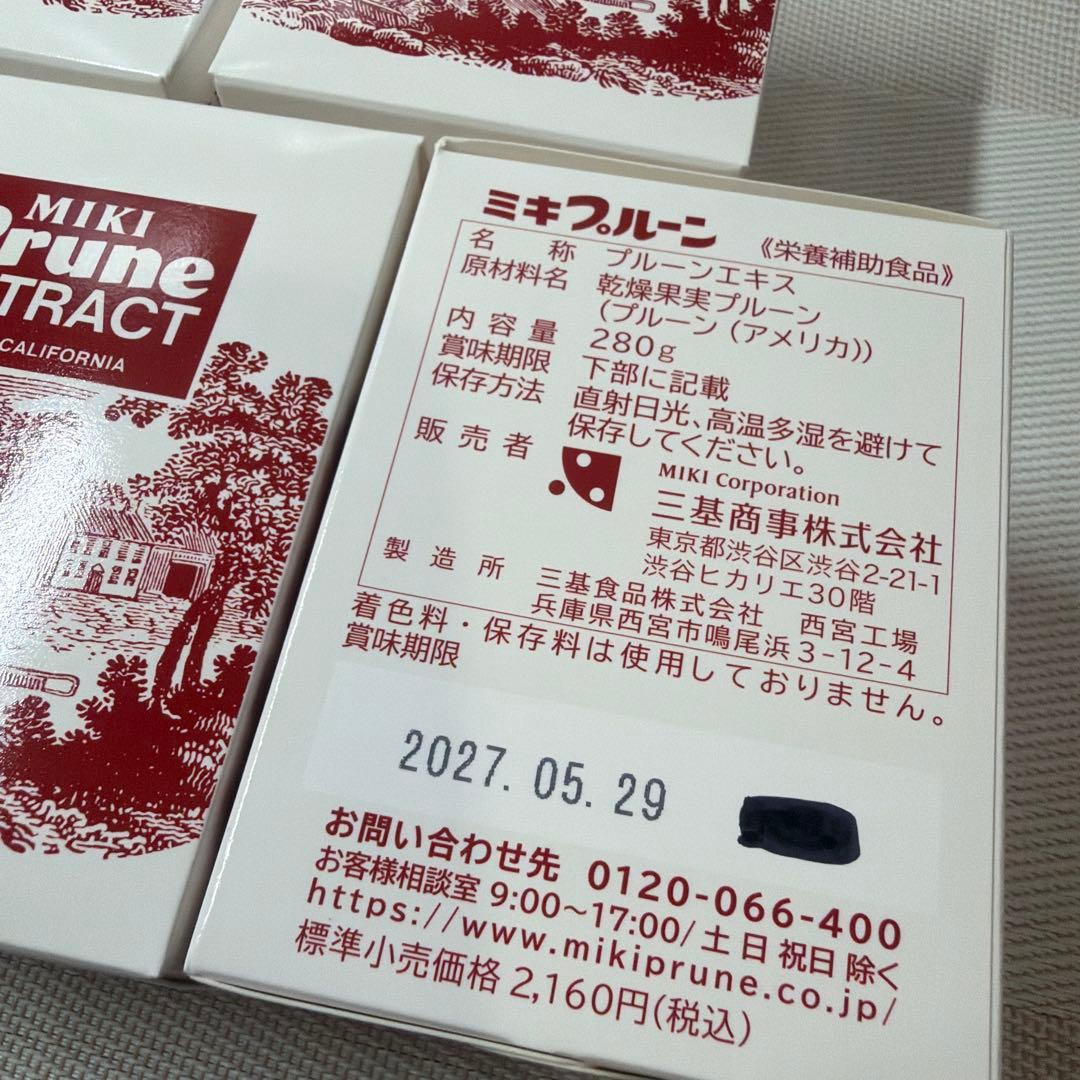 MIKI
Prune
EXTRACT
CALIFORNIA
ミキプルーン
《栄養補助食品》
名称 プルーンエキス
原材料名 乾燥果実プルーン
(プルーン(アメリカ))
内容量 280g
賞味期限 下部に記載
保存方法 直射日光、高温多湿を避けて
保存してください。
販売者 MIKI Corporation
三基商事株式会社
東京都渋谷区渋谷2-21-1
渋谷ヒカリエ30階
製造所 三基食品株式会社 西宮工場
兵庫県西宮市鳴尾浜3-12-4
着色料・保存料は使用しておりません。
賞味期限
2027.05.29
お問い合わせ先 0120-066-400
お客様相談室 9:00~17:00/土日祝日除く
https://www.mikiprune.co.jp/
標準小売価格 2,160円(税込)